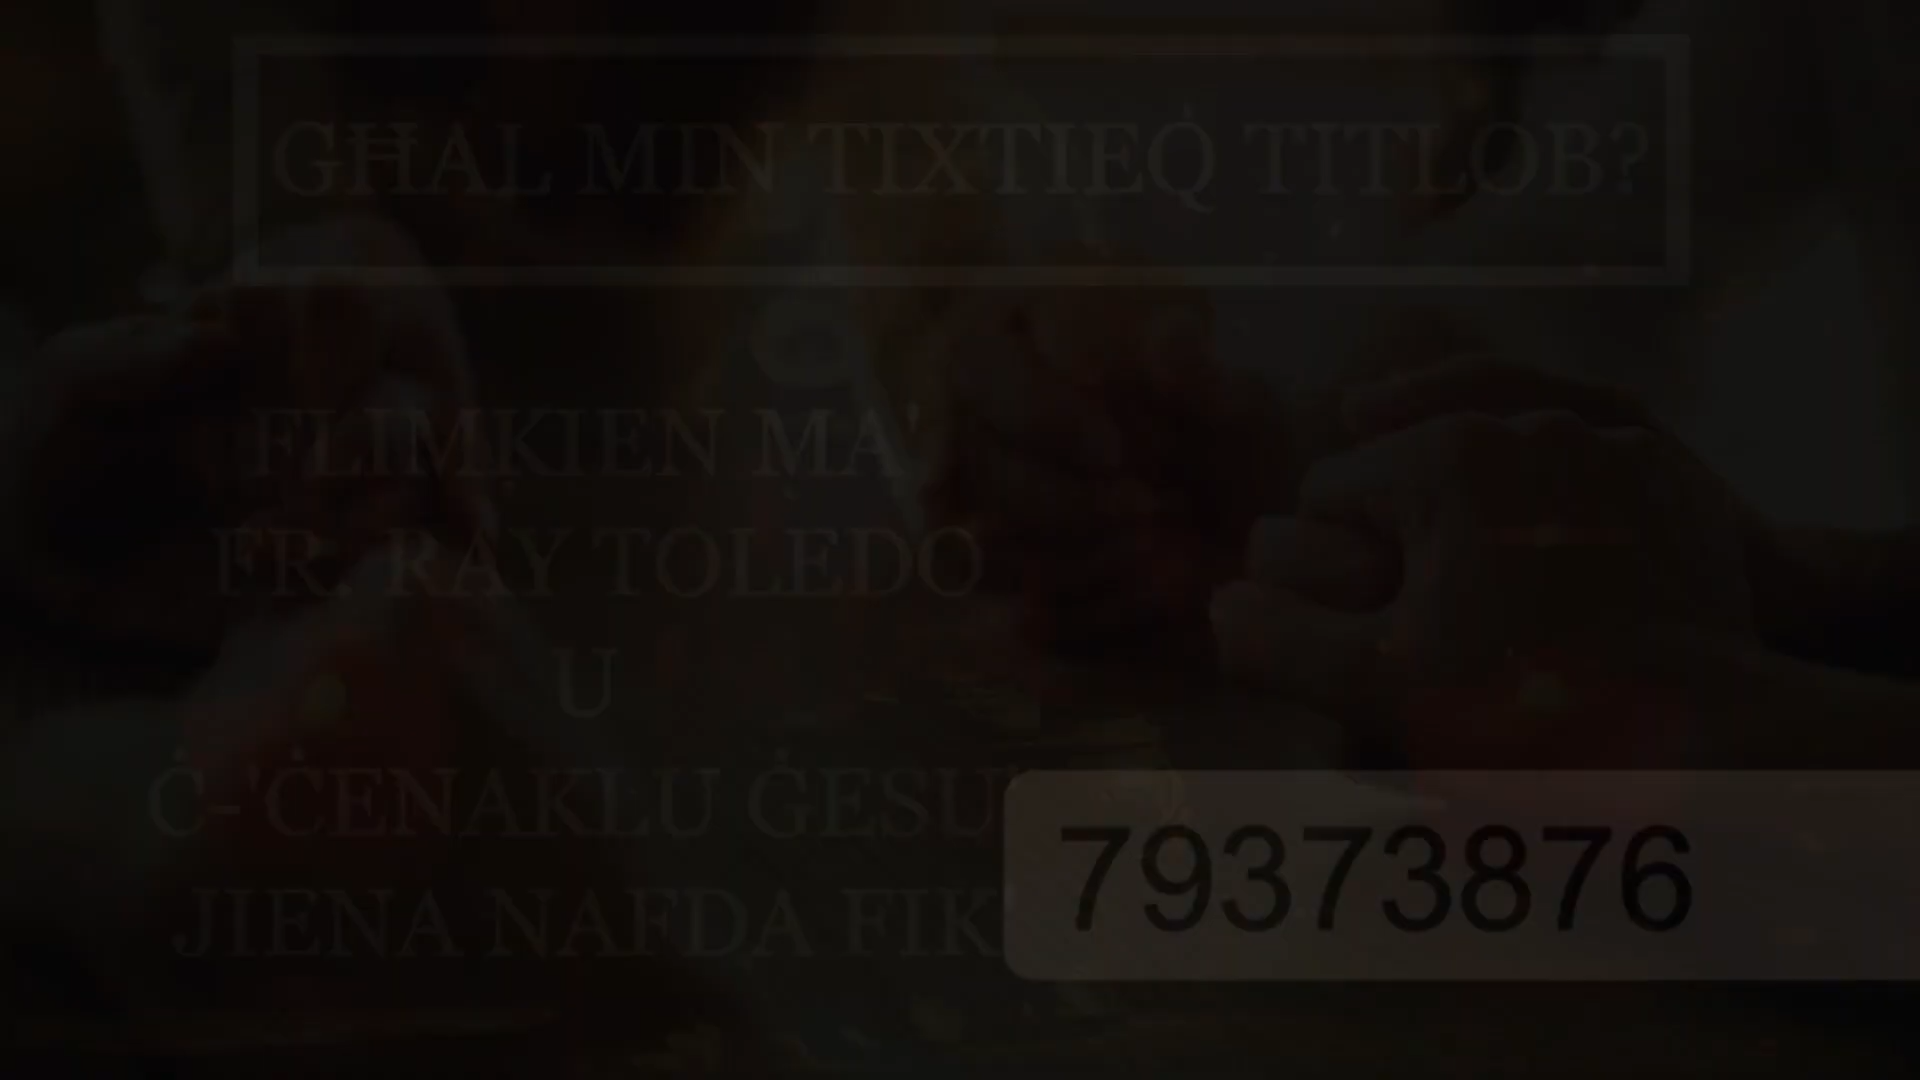 GĦAL MIN TIXTIEQ TITLOB?
FLIMKIEN MA'
FR. RAY TOLEDO
U
Ċ-ĊENAKLU ĠESU'
JIENA NAFDA FIK
79373876